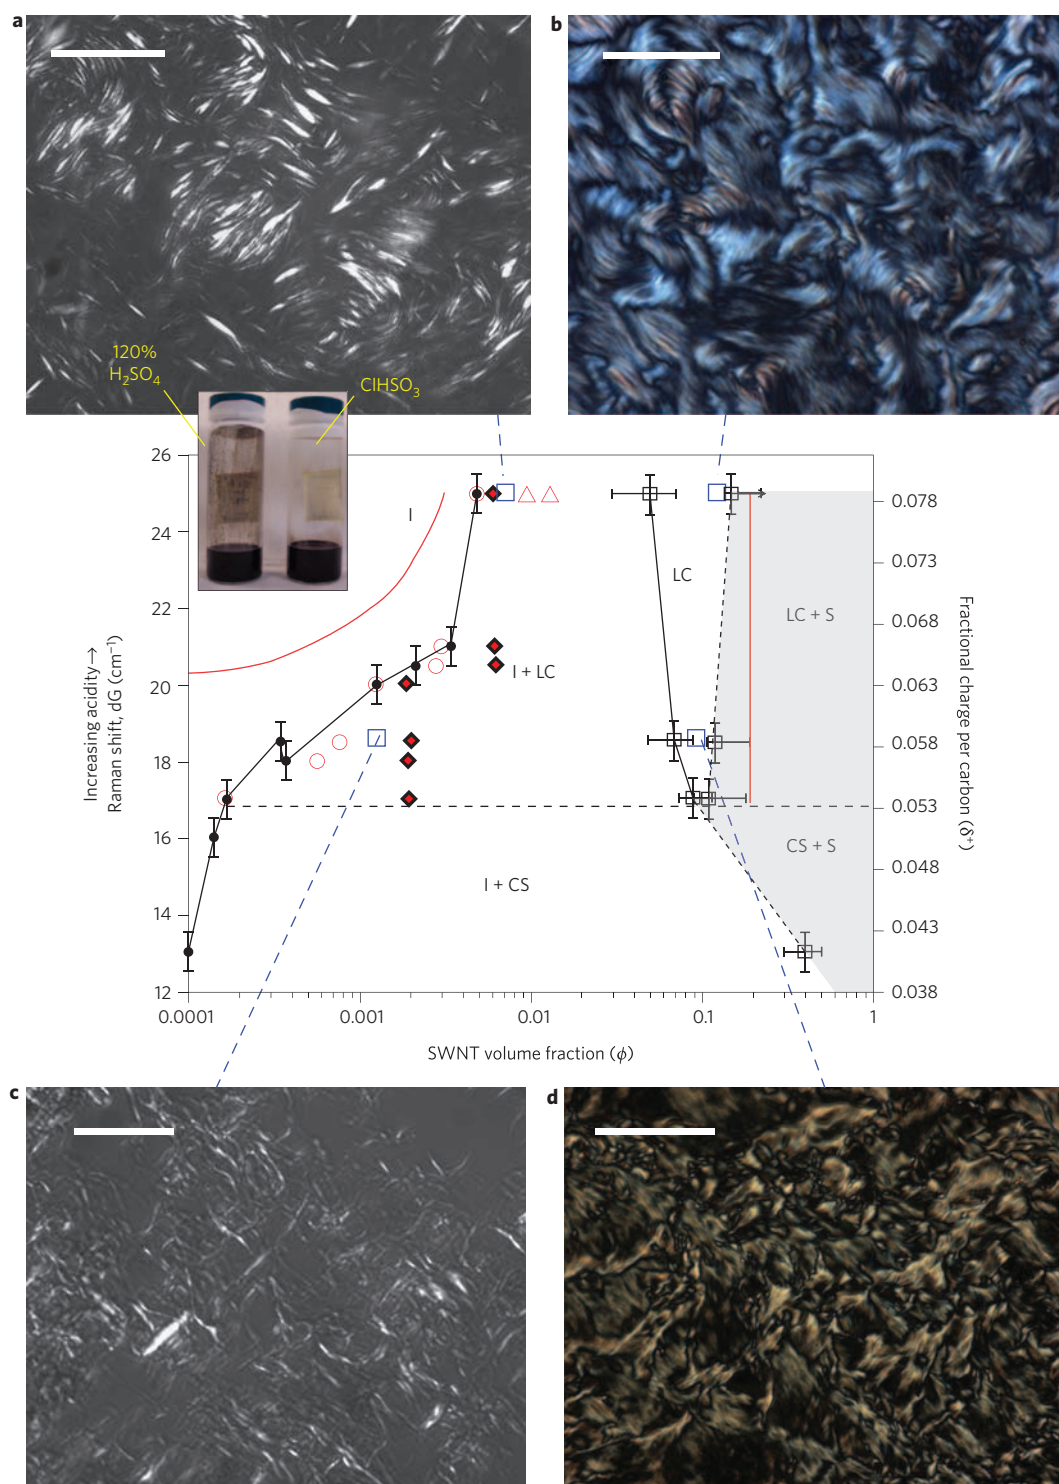 a
b
120%
H₂SO₄
ClHSO₃
26
24
22
20
18
16
14
12
Increasing acidity→
Raman shift, dG (cm⁻¹)
I
LC
LC + S
I + LC
CS + S
I + CS
0.078
0.073
0.068
0.063
0.058
0.053
0.048
0.043
0.038
Fractional charge per carbon (δ⁺)
0.0001
0.001
0.01
0.1
1
SWNT volume fraction (ϕ)
c
d